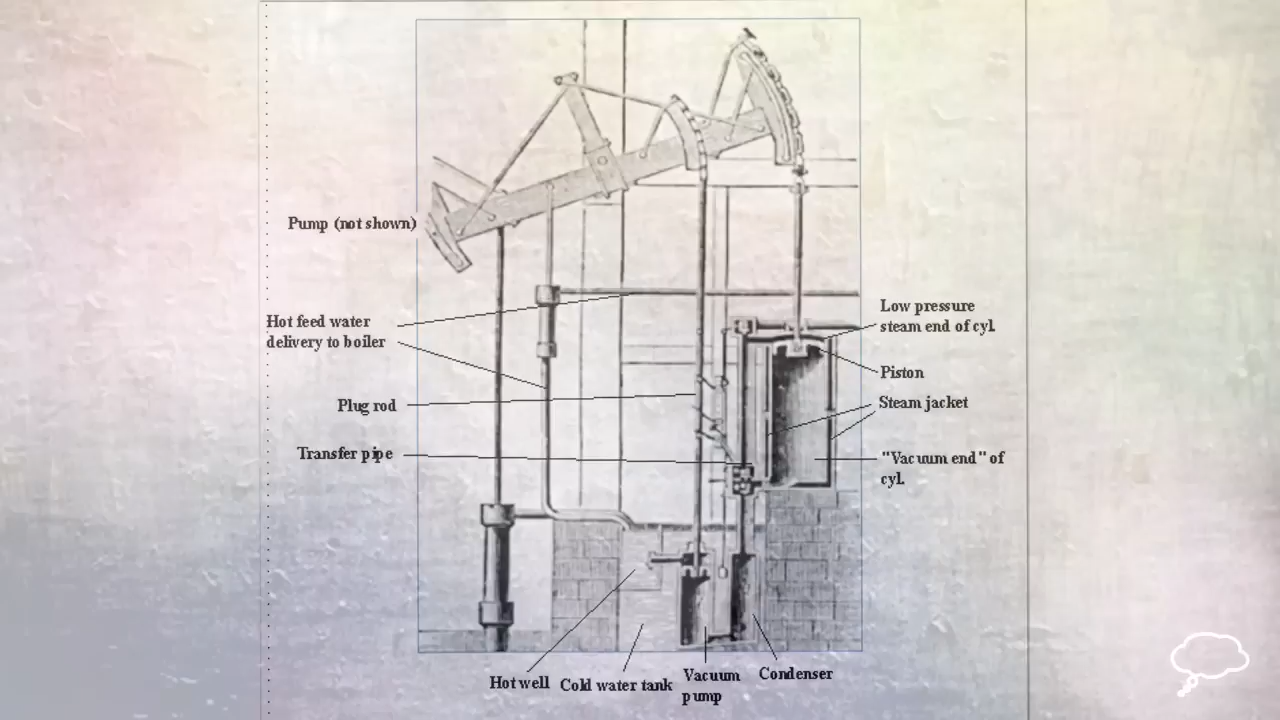 Pump (not shown)
Hot feed water
delivery to boiler
Plug rod
Transfer pipe
Low pressure
steam end of cyl.
Piston
Steam jacket
"Vacuum end" of
cyl.
Hot well
Cold water tank
Vacuum
pump
Condenser